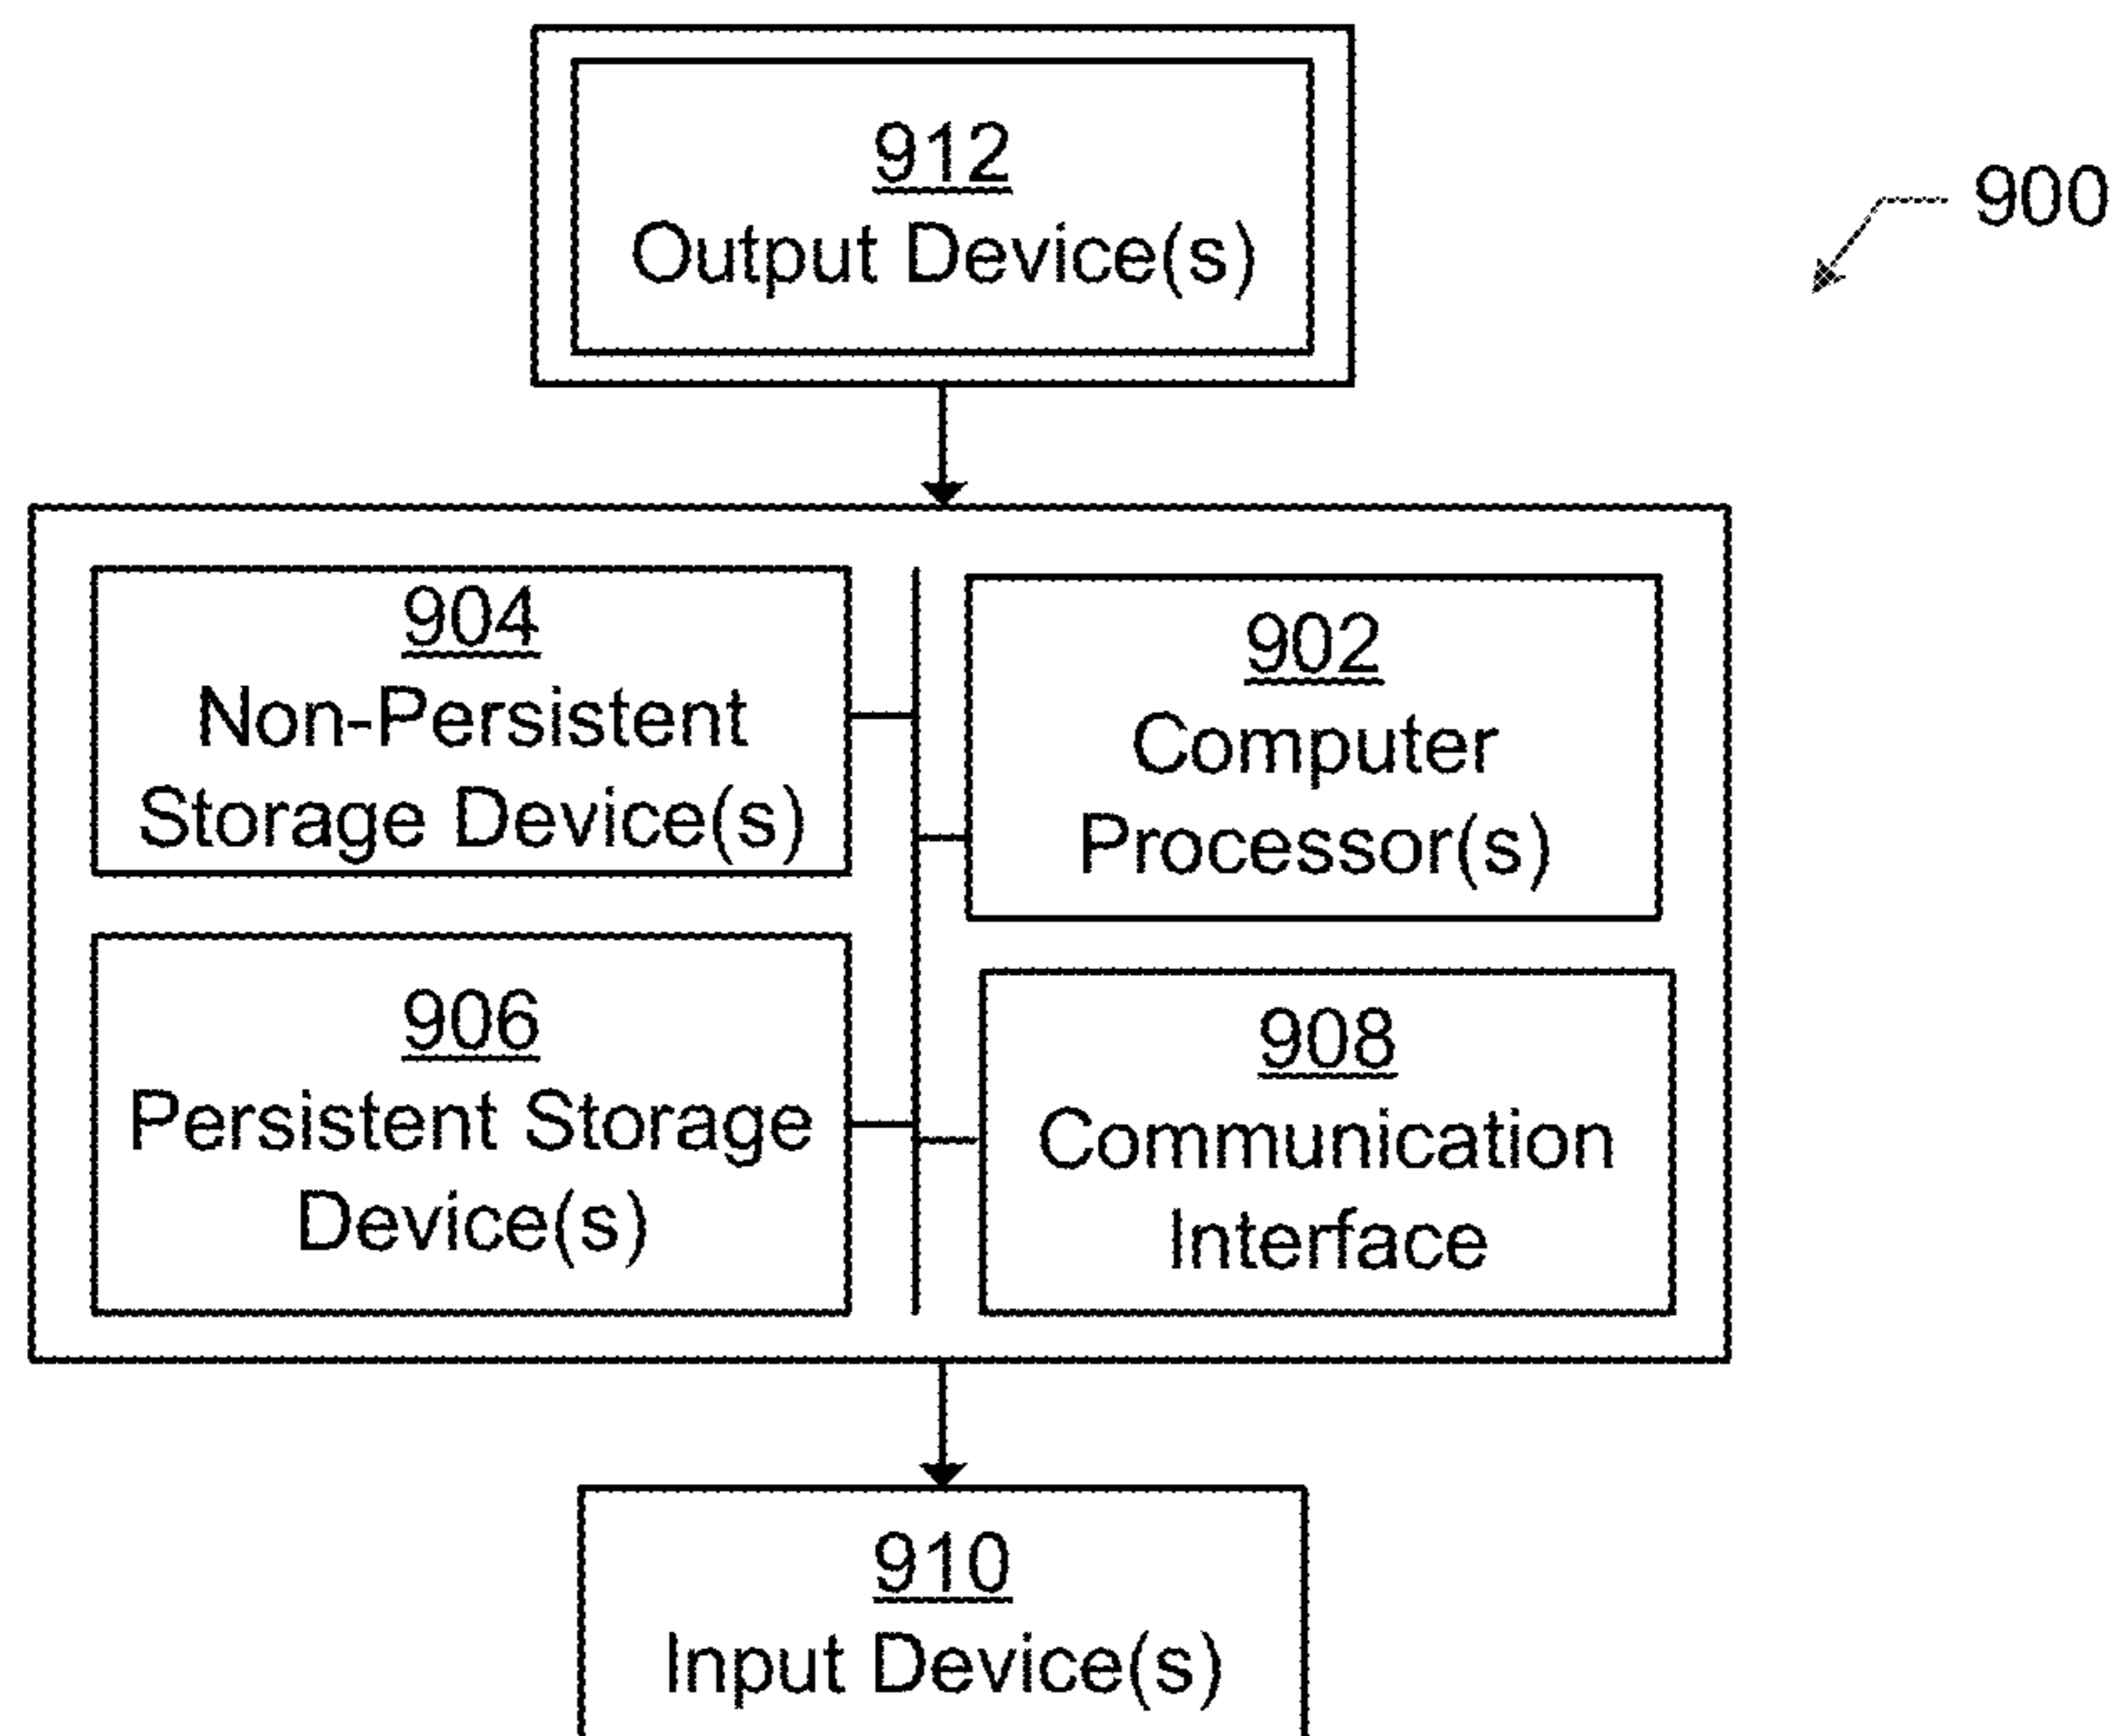 912
Output Device(s)
900
904
Non-Persistent
Storage Device(s)
902
Computer
Processor(s)
906
Persistent Storage
Device(s)
908
Communication
Interface
910
Input Device(s)